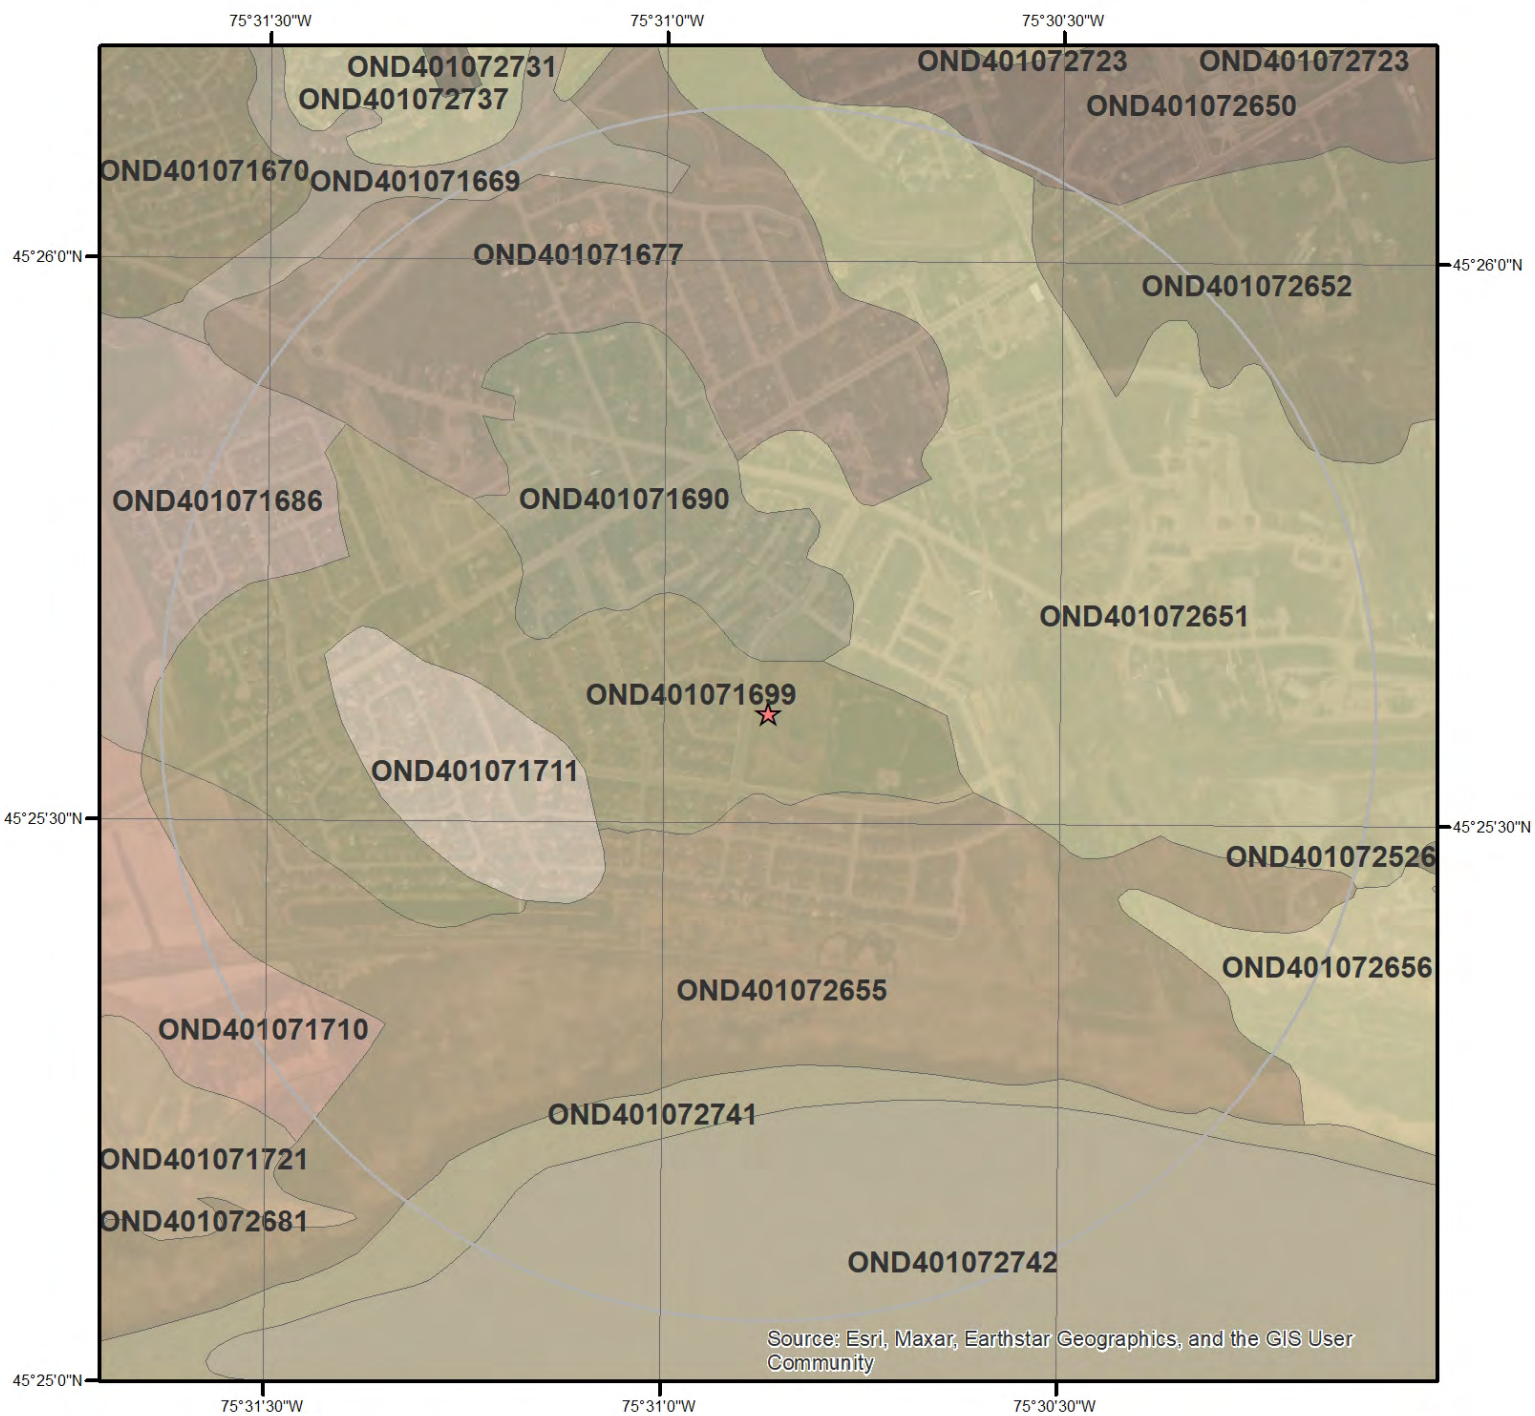 75°31'30"W 75°31'0"W 75°30'30"W
OND401072731 OND401072723 OND401072723
OND401072737 OND401072650
OND401071670 OND401071669
OND401071677
45°26'0"N 45°26'0"N
OND401072652
OND401071686 OND401071690
OND401072651
OND401071699
OND401071711
45°25'30"N 45°25'30"N
OND401072526
OND401072656
OND401072655
OND401071710
OND401072741
OND401071721
OND401072681
OND401072742
Source: Esri, Maxar, Earthstar Geographics, and the GIS User
Community
45°25'0"N
75°31'30"W 75°31'0"W 75°30'30"W